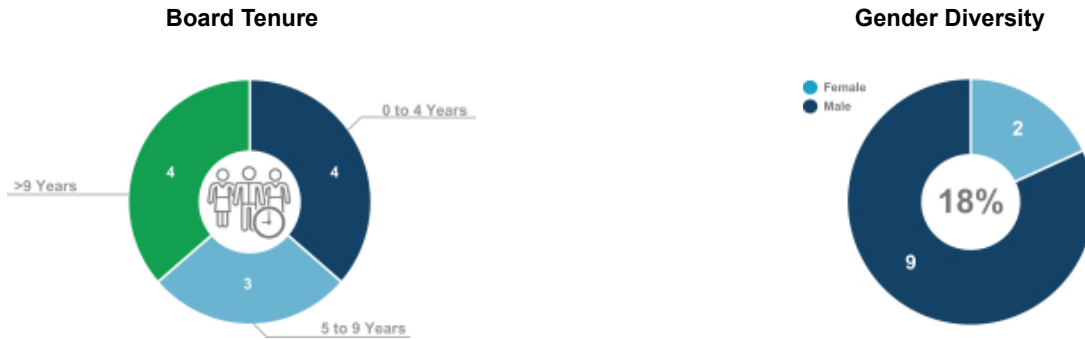 Board Tenure
0 to 4 Years
4
4
>9 Years
3
5 to 9 Years
Gender Diversity
Female
Male
2
18%
9